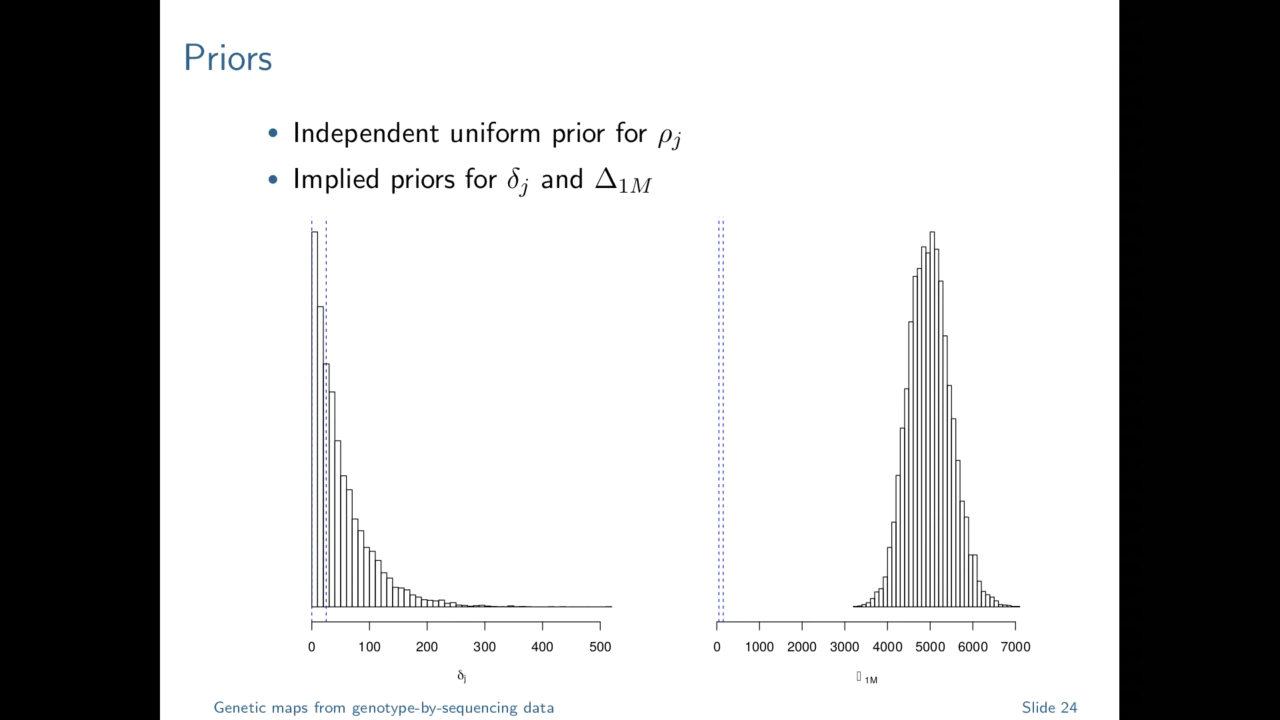 Priors
• Independent uniform prior for ρj
• Implied priors for δj and Δ1M
0 100 200 300 400 500
δj
0 1000 2000 3000 4000 5000 6000 7000
▯ 1M
Genetic maps from genotype-by-sequencing data
Slide 24